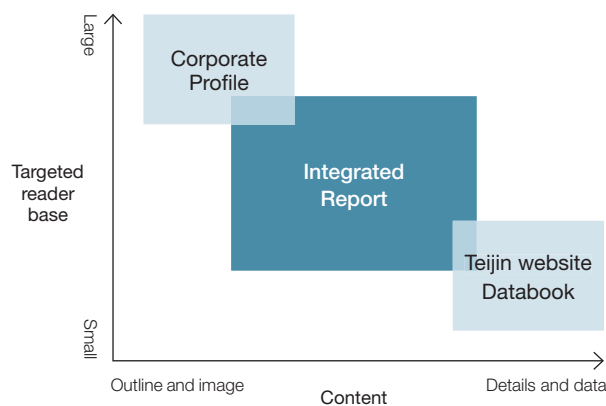 Large
Corporate
Profile
Integrated
Report
Targeted
reader
base
Teijin website
Databook
Small
Outline and image
Content
Details and data